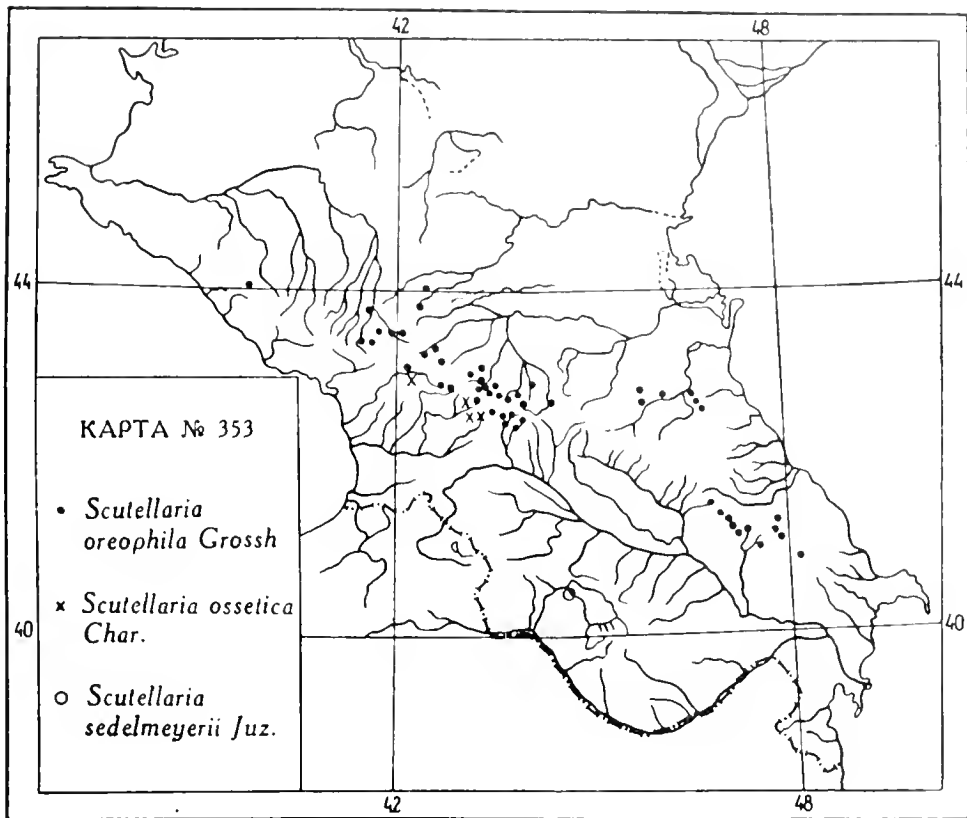 42 48
44 44
КАРТА № 353
• Scutellaria
oreophila Grossh
x Scutellaria ossetica
Char.
○ Scutellaria
sedelmeyerii Juz.
40 40
42 48